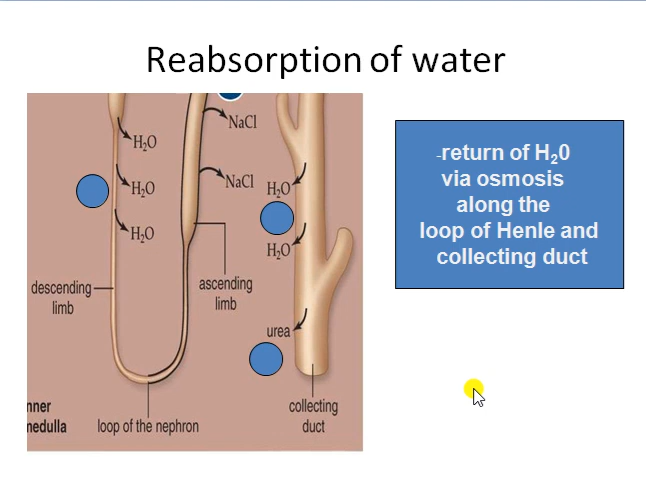 Reabsorption of water
NaCl
H₂O
H₂O
NaCl
H₂O
H₂O
H₂O
descending
limb
ascending
limb
urea
nner
medulla
loop of the nephron
collecting
duct
-return of H₂0
via osmosis
along the
loop of Henle and
collecting duct